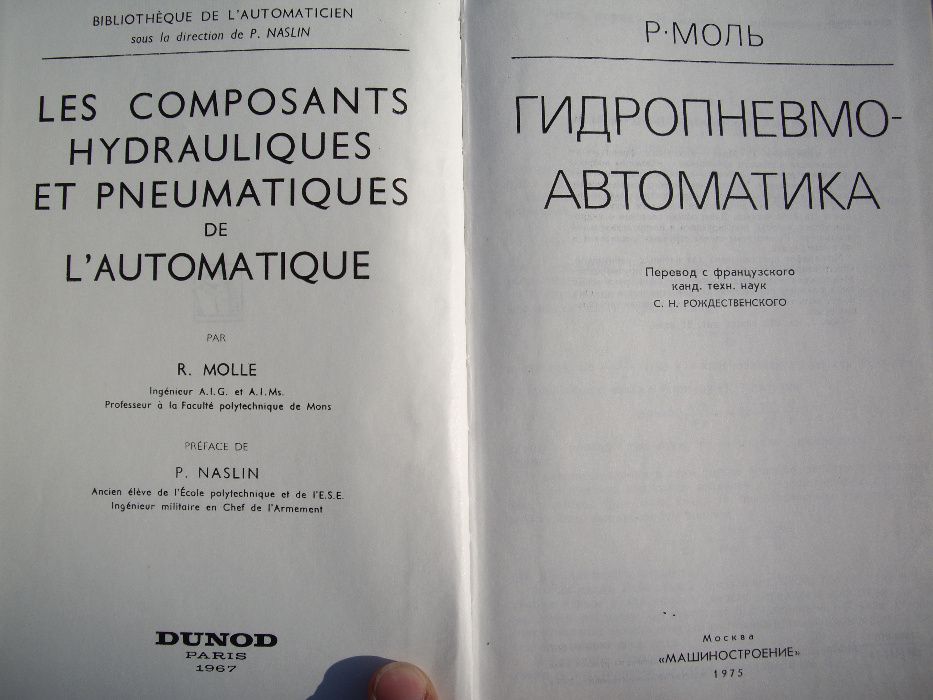 BIBLIOTHÈQUE DE L'AUTOMATICIEN
sous la direction de P. NASLIN
LES COMPOSANTS
HYDRAULIQUES
ET PNEUMATIQUES
DE
L'AUTOMATIQUE
PAR
R. MOLLE
Ingénieur A.I.G. et A.I.Ms.
Professeur à la Faculté polytechnique de Mons
PRÉFACE DE
P. NASLIN
Ancien élève de l'École polytechnique et de l'E.S.E.
Ingénieur militaire en Chef de l'Armement
DUNOD
PARIS
1967
Р·МОЛЬ
ГИДРОПНЕВМО-
АВТОМАТИКА
Перевод с французского
канд. техн. наук
С. Н. РОЖДЕСТВЕНСКОГО
Москва
«МАШИНОСТРОЕНИЕ»
1975